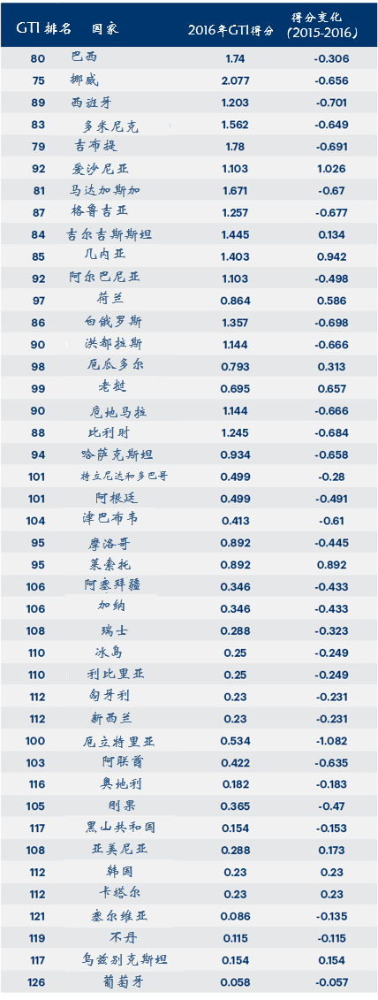 GTI 排名 国家 2016年GTI得分 得分变化
(2015-2016)
80 巴西 1.74 -0.306
75 挪威 2.077 -0.656
89 西班牙 1.203 -0.701
83 多米尼克 1.562 -0.649
79 吉布提 1.78 -0.691
92 爱沙尼亚 1.103 1.026
81 马达加斯加 1.671 -0.67
87 格鲁吉亚 1.257 -0.677
84 吉尔吉斯斯坦 1.445 0.134
85 几内亚 1.403 0.942
92 阿尔巴尼亚 1.103 -0.498
97 荷兰 0.864 0.586
86 白俄罗斯 1.357 -0.698
90 洪都拉斯 1.144 -0.666
98 厄瓜多尔 0.793 0.313
99 老挝 0.695 0.657
90 危地马拉 1.144 -0.666
88 比利时 1.245 -0.684
94 哈萨克斯坦 0.934 -0.658
101 特立尼达和多巴哥 0.499 -0.28
101 阿根廷 0.499 -0.491
104 津巴布韦 0.413 -0.61
95 摩洛哥 0.892 -0.445
95 莱索托 0.892 0.892
106 阿塞拜疆 0.346 -0.433
106 加纳 0.346 -0.433
108 瑞士 0.288 -0.323
110 冰岛 0.25 -0.249
110 利比里亚 0.25 -0.249
112 匈牙利 0.23 -0.231
112 新西兰 0.23 -0.231
100 厄立特里亚 0.534 -1.082
103 阿联酋 0.422 -0.635
116 奥地利 0.182 -0.183
105 刚果 0.365 -0.47
117 黑山共和国 0.154 -0.153
108 亚美尼亚 0.288 0.173
112 韩国 0.23 0.23
112 卡塔尔 0.23 0.23
121 塞尔维亚 0.086 -0.135
119 不丹 0.115 -0.115
117 乌兹别克斯坦 0.154 0.154
126 葡萄牙 0.058 -0.057